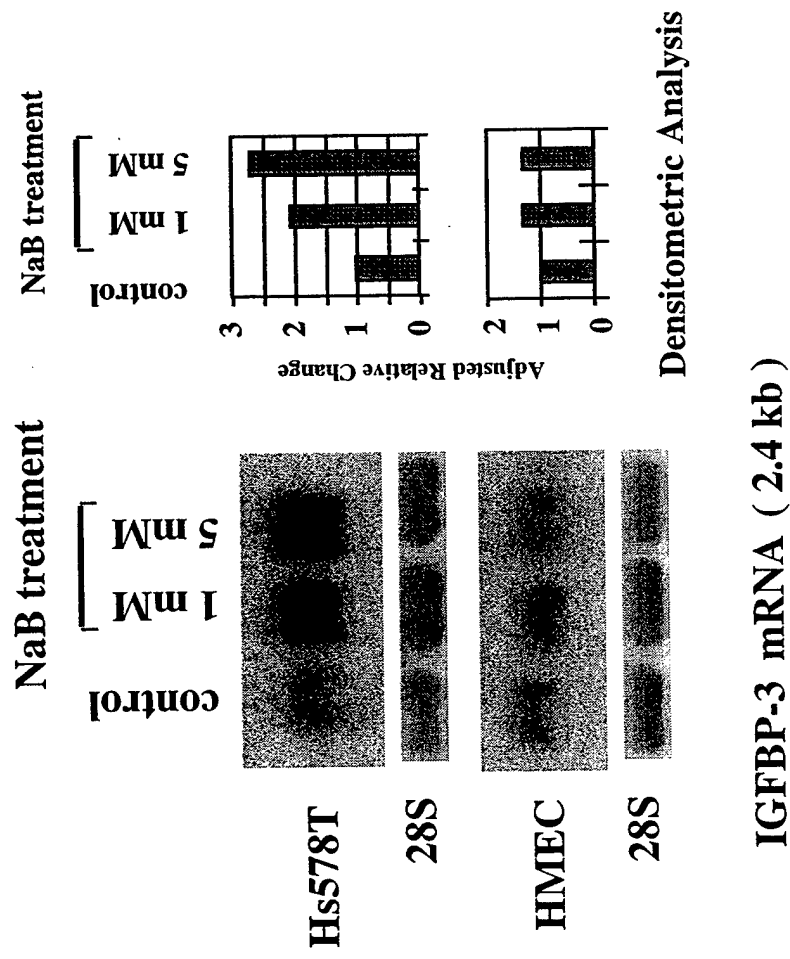 NaB treatment
control
1 mM
5 mM
Hs578T
28S
HMEC
28S
NaB treatment
control
1 mM
5 mM
Adjusted Relative Change
3
2
1
0
2
1
0
Densitometric Analysis
IGFBP-3 mRNA ( 2.4 kb )